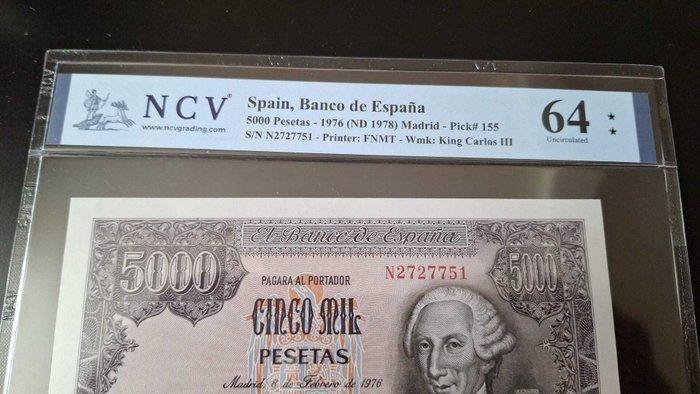 NCV®
www.ncvgrading.com
Spain, Banco de España
5000 Pesetas - 1976 (ND 1978) Madrid - Pick# 155
S/N N2727751 - Printer: FNMT - Wmk: King Carlos III
64
Uncirculated
El Banco de España
5000
PAGARA AL PORTADOR
N2727751
5000
CINCO MIL
PESETAS
Madrid, 6 de Febrero de 1976